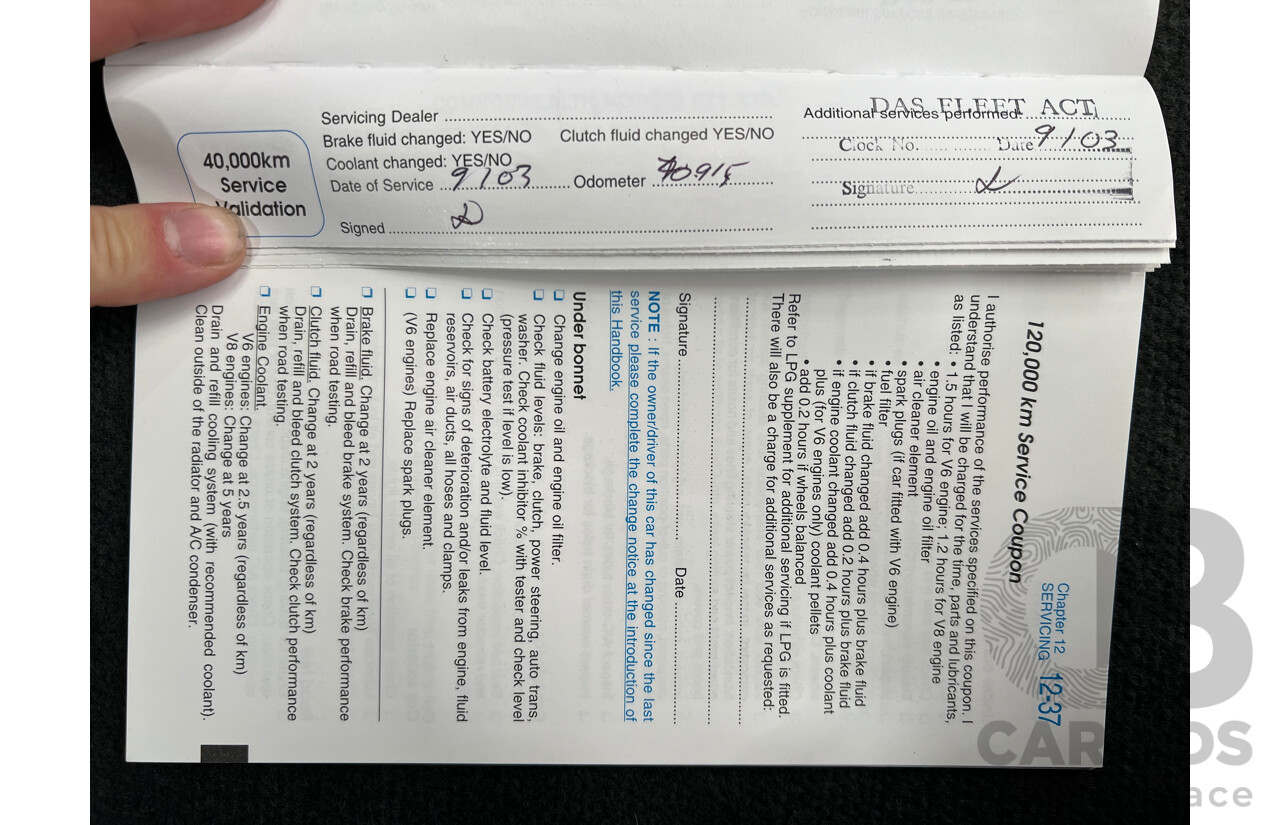 40,000km
Service
Validation
Servicing Dealer
Brake fluid changed: YES/NO Clutch fluid changed YES/NO
Coolant changed: YES/NO
Date of Service 9/03 Odometer 40915
Signed
Additional services performed:
DAS FLEET ACT
Clock No. Date 9/03
Signature
Chapter 12
SERVICING 12-37
120,000 km Service Coupon
I authorise performance of the services specified on this coupon. I
understand that I will be charged for the time, parts and lubricants,
as listed: • 1.5 hours for V6 engine; 1.2 hours for V8 engine
• engine oil and engine oil filter
• air cleaner element
• spark plugs (if car fitted with V6 engine)
• fuel filter
• if brake fluid changed add 0.4 hours plus brake fluid
• if clutch fluid changed add 0.2 hours plus brake fluid
• if engine coolant changed add 0.4 hours plus coolant
plus (for V6 engines only) coolant pellets
• add 0.2 hours if wheels balanced
Refer to LPG supplement for additional servicing if LPG is fitted.
There will also be a charge for additional services as requested:
Signature Date
NOTE : If the owner/driver of this car has changed since the last
service please complete the change notice at the introduction of
this Handbook.
Under bonnet
Change engine oil and engine oil filter.
Check fluid levels: brake, clutch, power steering, auto trans,
washer. Check coolant inhibitor % with tester and check level
(pressure test if level is low).
Check battery electrolyte and fluid level.
Check for signs of deterioration and/or leaks from engine, fluid
reservoirs, air ducts, all hoses and clamps.
Replace engine air cleaner element.
(V6 engines) Replace spark plugs.
Brake fluid. Change at 2 years (regardless of km)
Drain, refill and bleed brake system. Check brake performance
when road testing.
Clutch fluid. Change at 2 years (regardless of km)
Drain, refill and bleed clutch system. Check clutch performance
when road testing.
Engine Coolant.
V6 engines: Change at 2.5 years (regardless of km)
V8 engines: Change at 5 years
Drain and refill cooling system (with recommended coolant).
Clean outside of the radiator and A/C condenser.